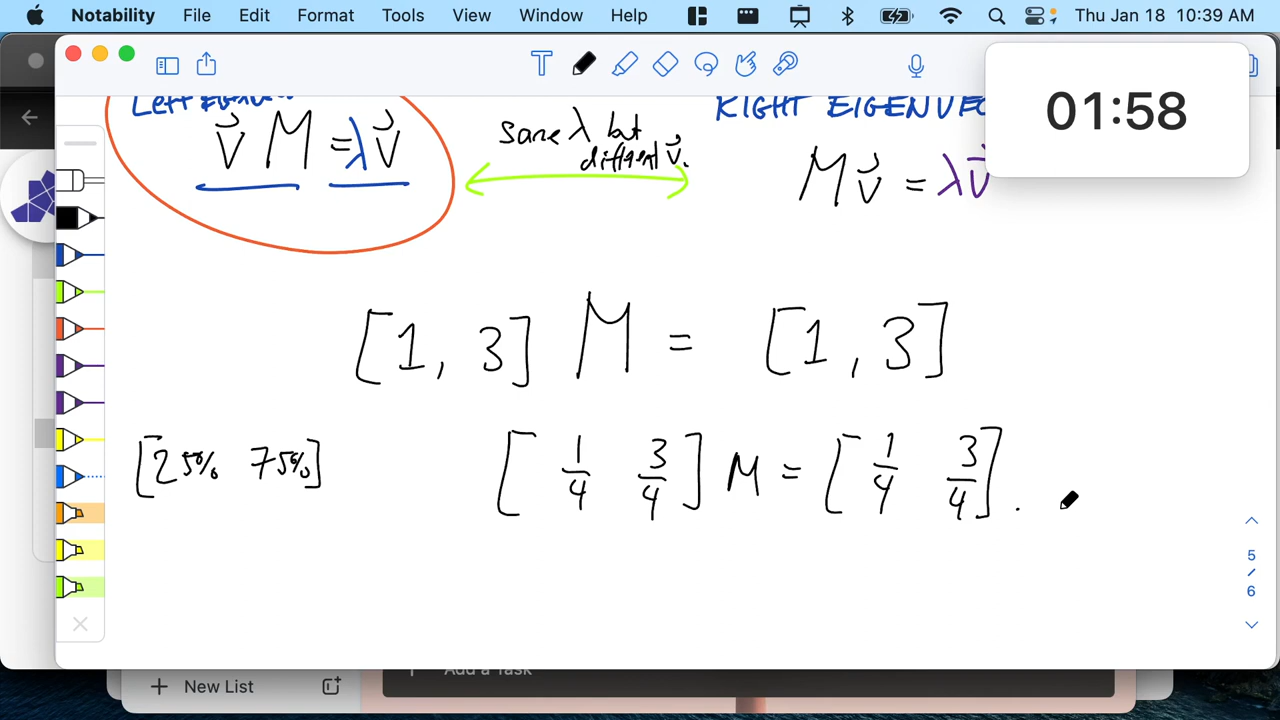 Notability File Edit Format Tools View Window Help Thu Jan 18 10:39 AM
01:58
RIGHT EIGENVE
v⃗ M = λv⃗
same λ but
different v⃗.
M v⃗ = λv⃗
[1, 3] M = [1, 3]
[25% 75%]
[1/4 3/4] M = [1/4 3/4].
5
/
6
Add a Task
New List